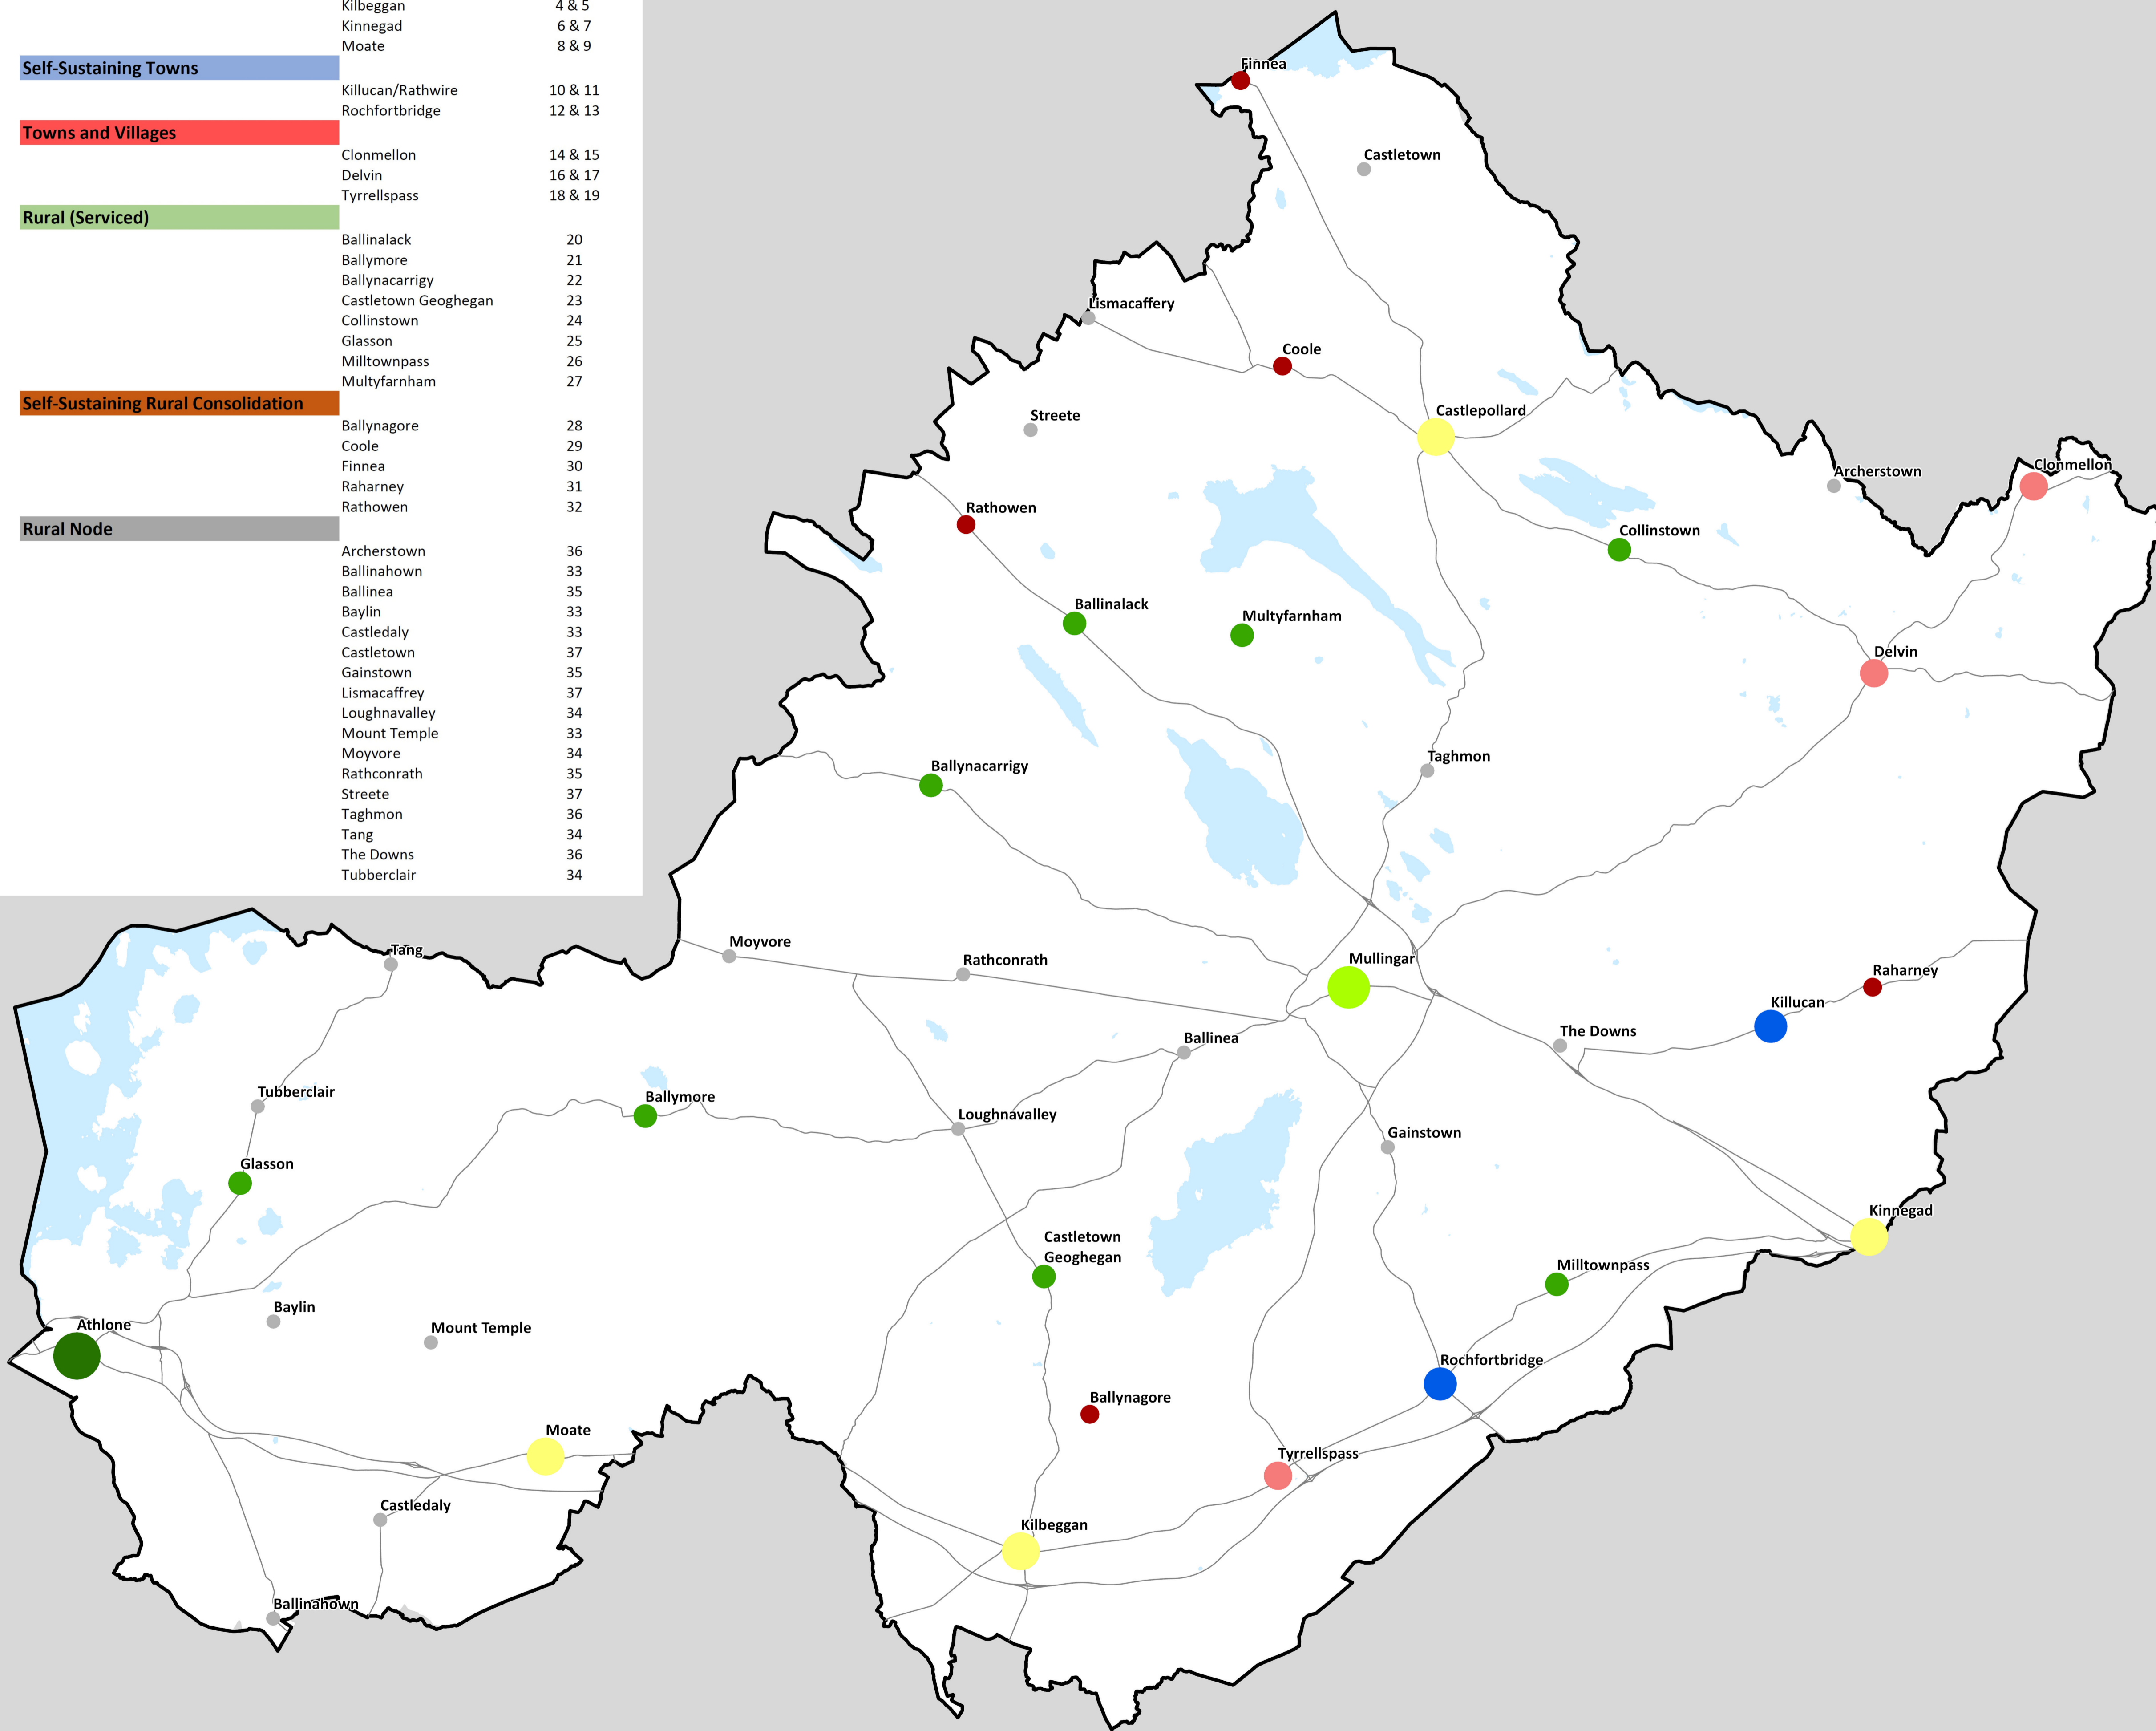 Kilbeggan 4 & 5
Kinnegad 6 & 7
Moate 8 & 9
Self-Sustaining Towns
Killucan/Rathwire 10 & 11
Rochfortbridge 12 & 13
Towns and Villages
Clonmellon 14 & 15
Delvin 16 & 17
Tyrrellspass 18 & 19
Rural (Serviced)
Ballinalack 20
Ballymore 21
Ballynacarrigy 22
Castletown Geoghegan 23
Collinstown 24
Glasson 25
Milltownpass 26
Multyfarnham 27
Self-Sustaining Rural Consolidation
Ballynagore 28
Coole 29
Finnea 30
Raharney 31
Rathowen 32
Rural Node
Archerstown 36
Ballinahown 33
Ballinea 35
Baylin 33
Castledaly 33
Castletown 37
Gainstown 35
Lismacaffrey 37
Loughnavalley 34
Mount Temple 33
Moyvore 34
Rathconrath 35
Streete 37
Taghmon 36
Tang 34
The Downs 36
Tubberclair 34
Finnea
Castletown
Lismacaffery
Coole
Castlepollard
Streete
Archerstown
Clonmellon
Rathowen
Collinstown
Ballinalack
Multyfarnham
Delvin
Taghmon
Ballynacarrigy
Moyvore
Tang
Rathconrath
Mullingar
Raharney
Killucan
The Downs
Ballinea
Tubberclair
Ballymore
Loughnavalley
Gainstown
Glasson
Kinnegad
Castletown
Geoghegan
Milltownpass
Baylin
Athlone
Mount Temple
Rochfortbridge
Ballynagore
Moate
Tyrrellspass
Castledaly
Kilbeggan
Ballinahown